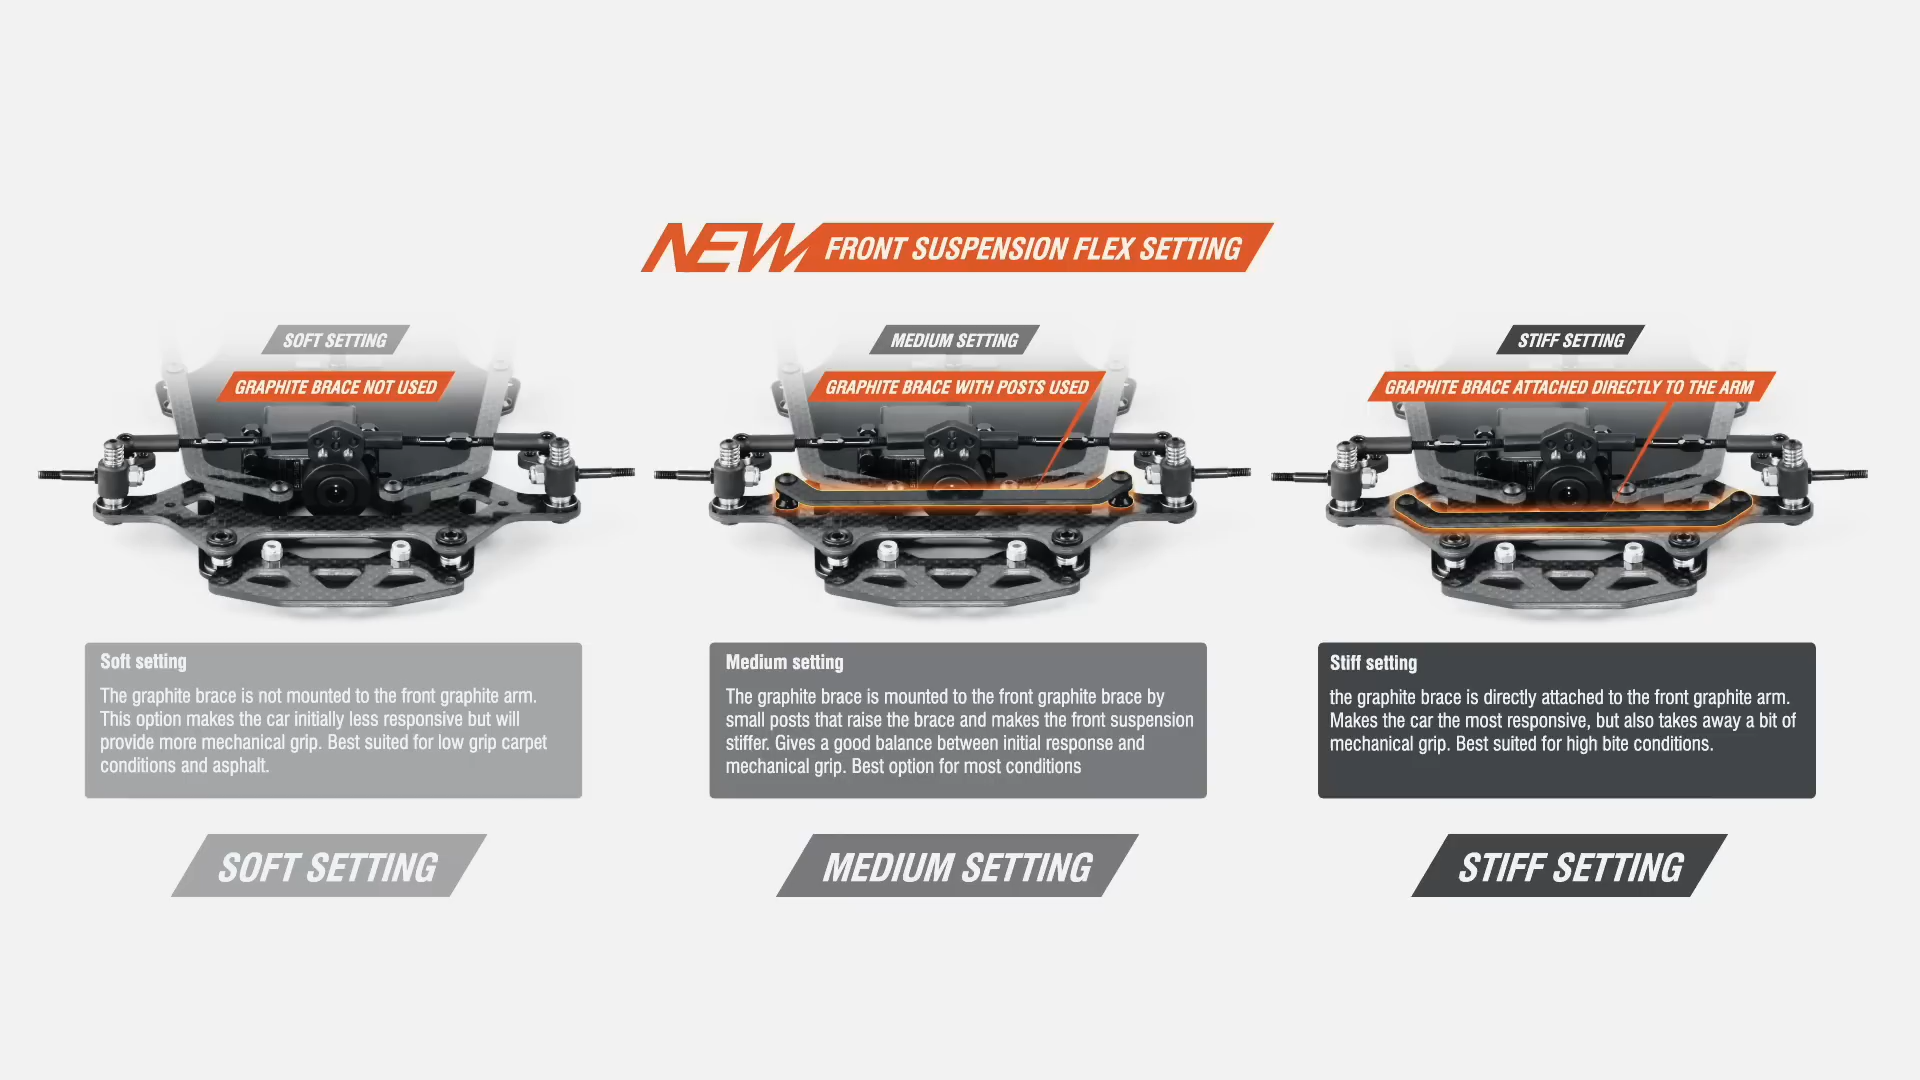 NEW FRONT SUSPENSION FLEX SETTING
SOFT SETTING
GRAPHITE BRACE NOT USED
MEDIUM SETTING
GRAPHITE BRACE WITH POSTS USED
STIFF SETTING
GRAPHITE BRACE ATTACHED DIRECTLY TO THE ARM
Soft setting
The graphite brace is not mounted to the front graphite arm.
This option makes the car initially less responsive but will
provide more mechanical grip. Best suited for low grip carpet
conditions and asphalt.
Medium setting
The graphite brace is mounted to the front graphite brace by
small posts that raise the brace and makes the front suspension
stiffer. Gives a good balance between initial response and
mechanical grip. Best option for most conditions
Stiff setting
the graphite brace is directly attached to the front graphite arm.
Makes the car the most responsive, but also takes away a bit of
mechanical grip. Best suited for high bite conditions.
SOFT SETTING
MEDIUM SETTING
STIFF SETTING